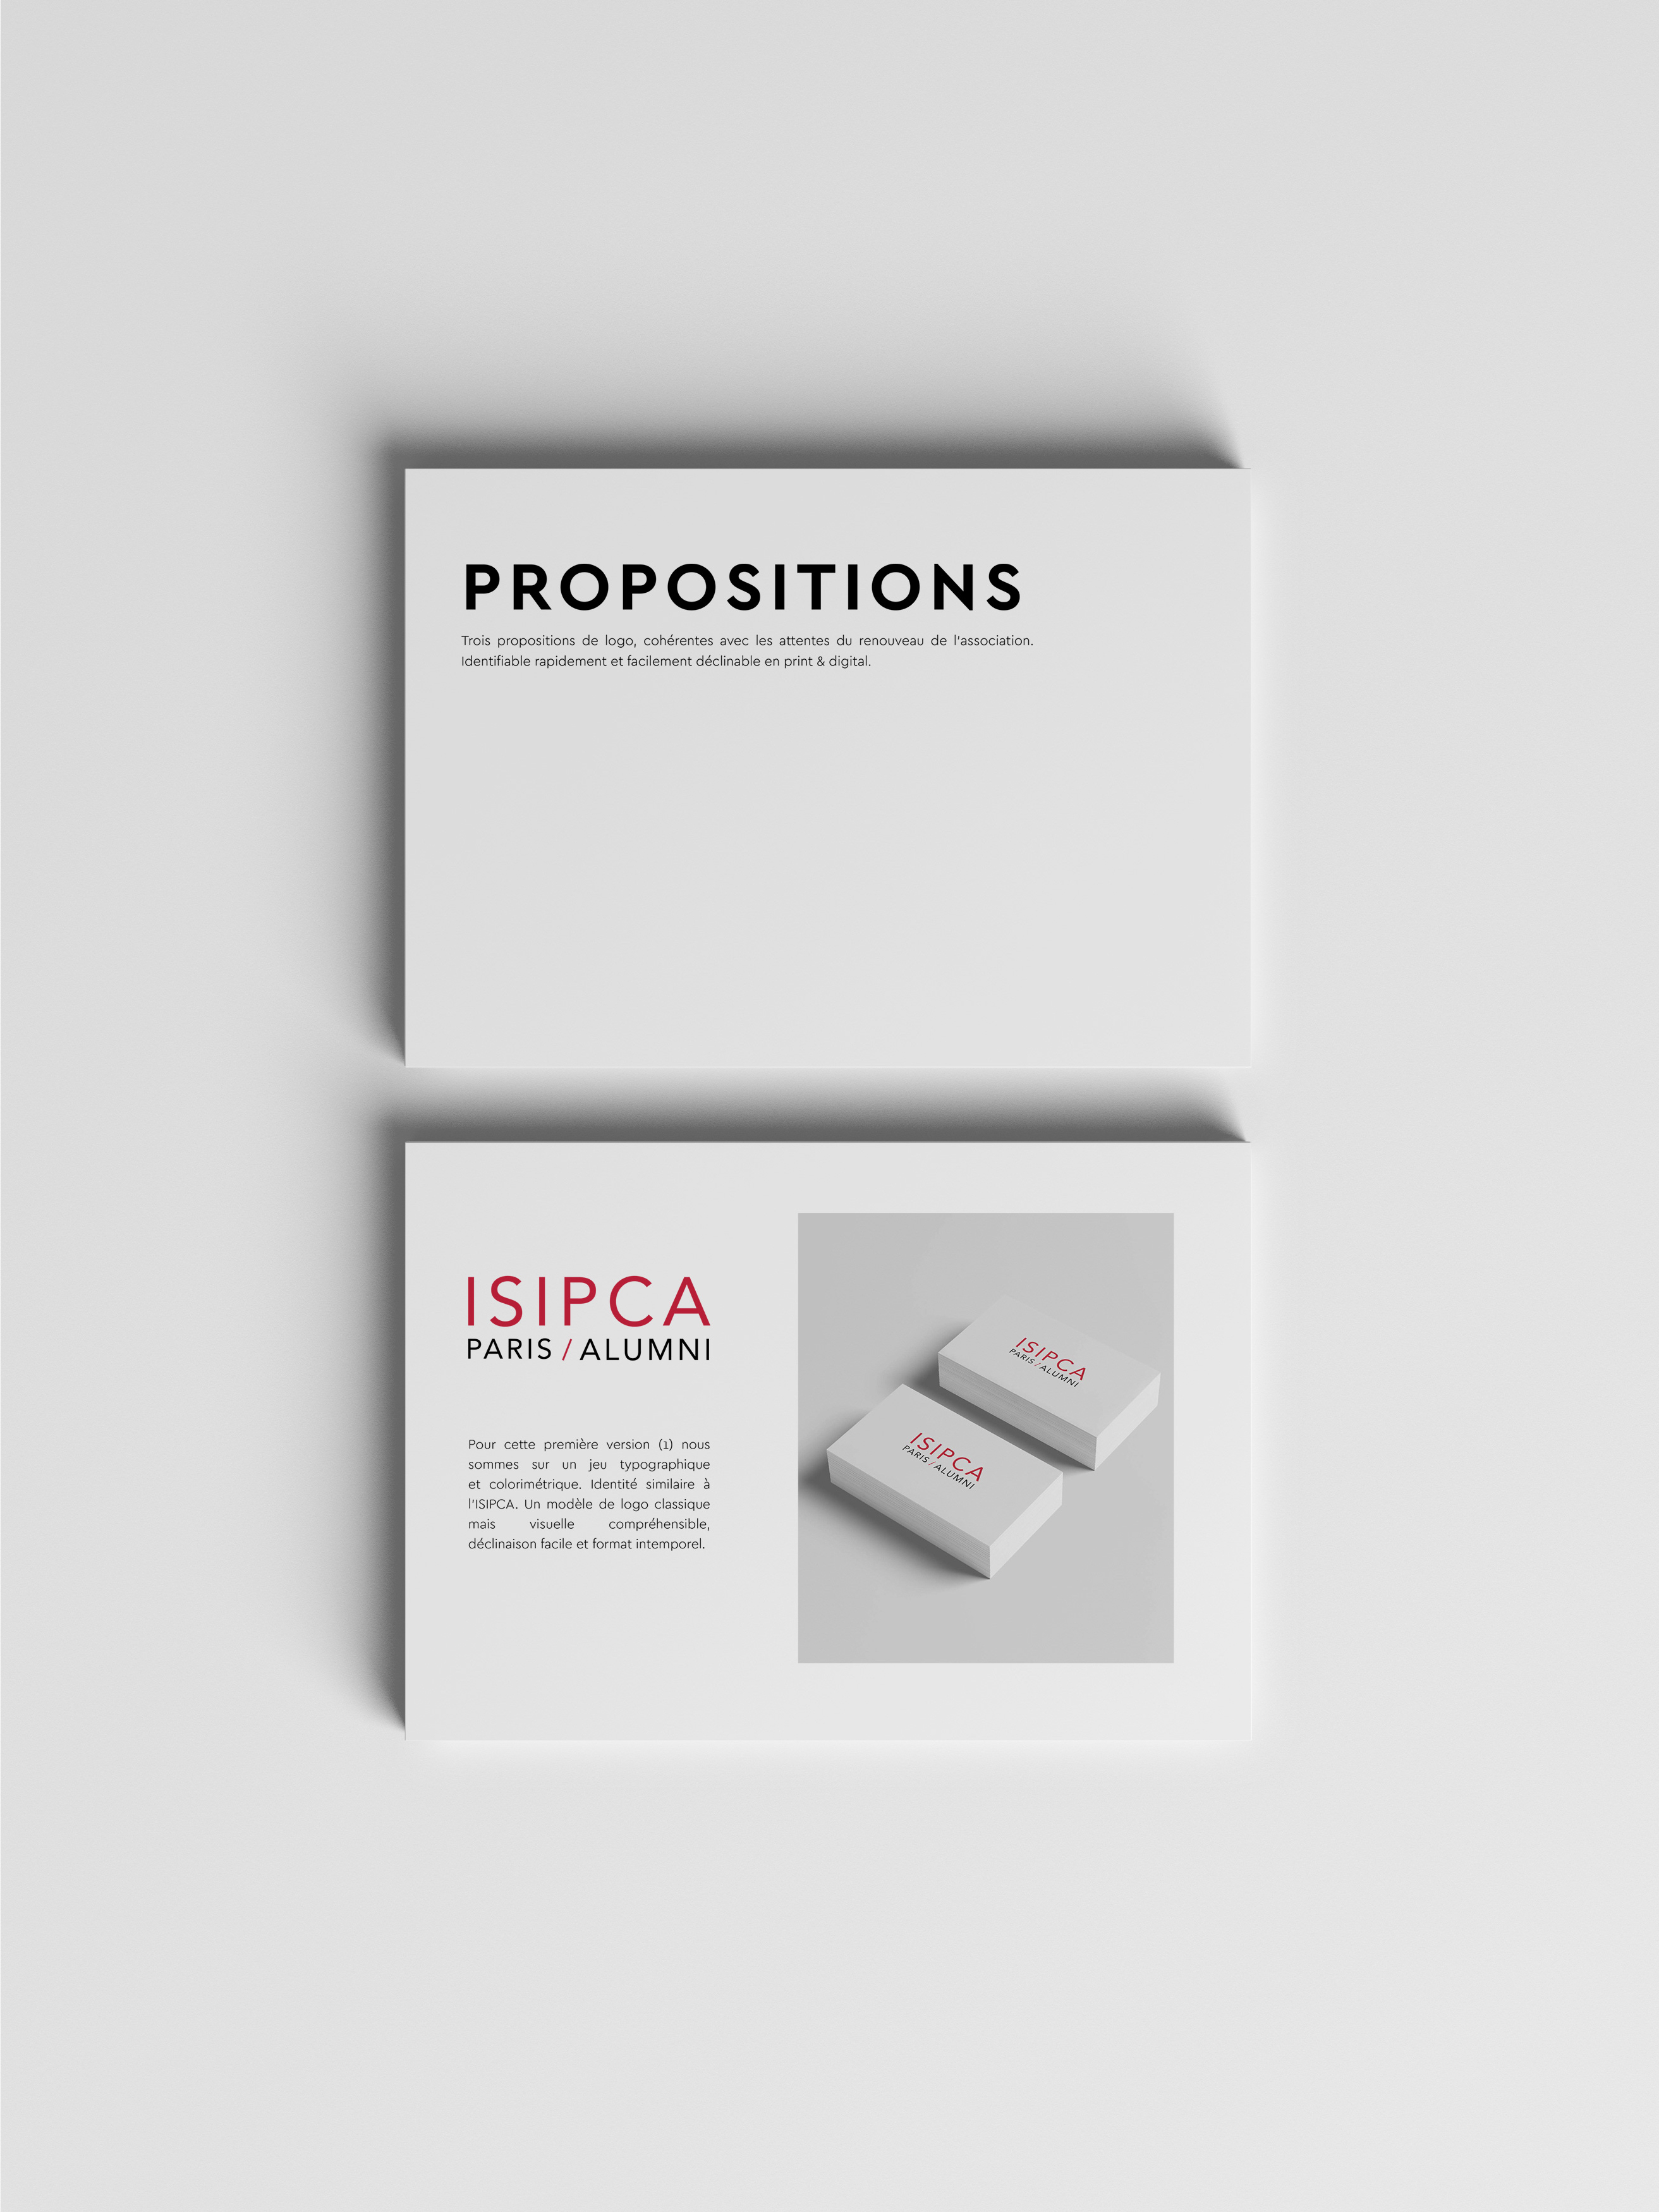 PROPOSITIONS
Trois propositions de logo, cohérentes avec les attentes du renouveau de l'association.
Identifiable rapidement et facilement déclinable en print & digital.
ISIPCA
PARIS / ALUMNI
Pour cette première version (1) nous
sommes sur un jeu typographique
et colorimétrique. Identité similaire à
l'ISIPCA. Un modèle de logo classique
mais visuelle compréhensible,
déclinaison facile et format intemporel.
ISIPCA
PARIS / ALUMNI
ISIPCA
PARIS / ALUMNI